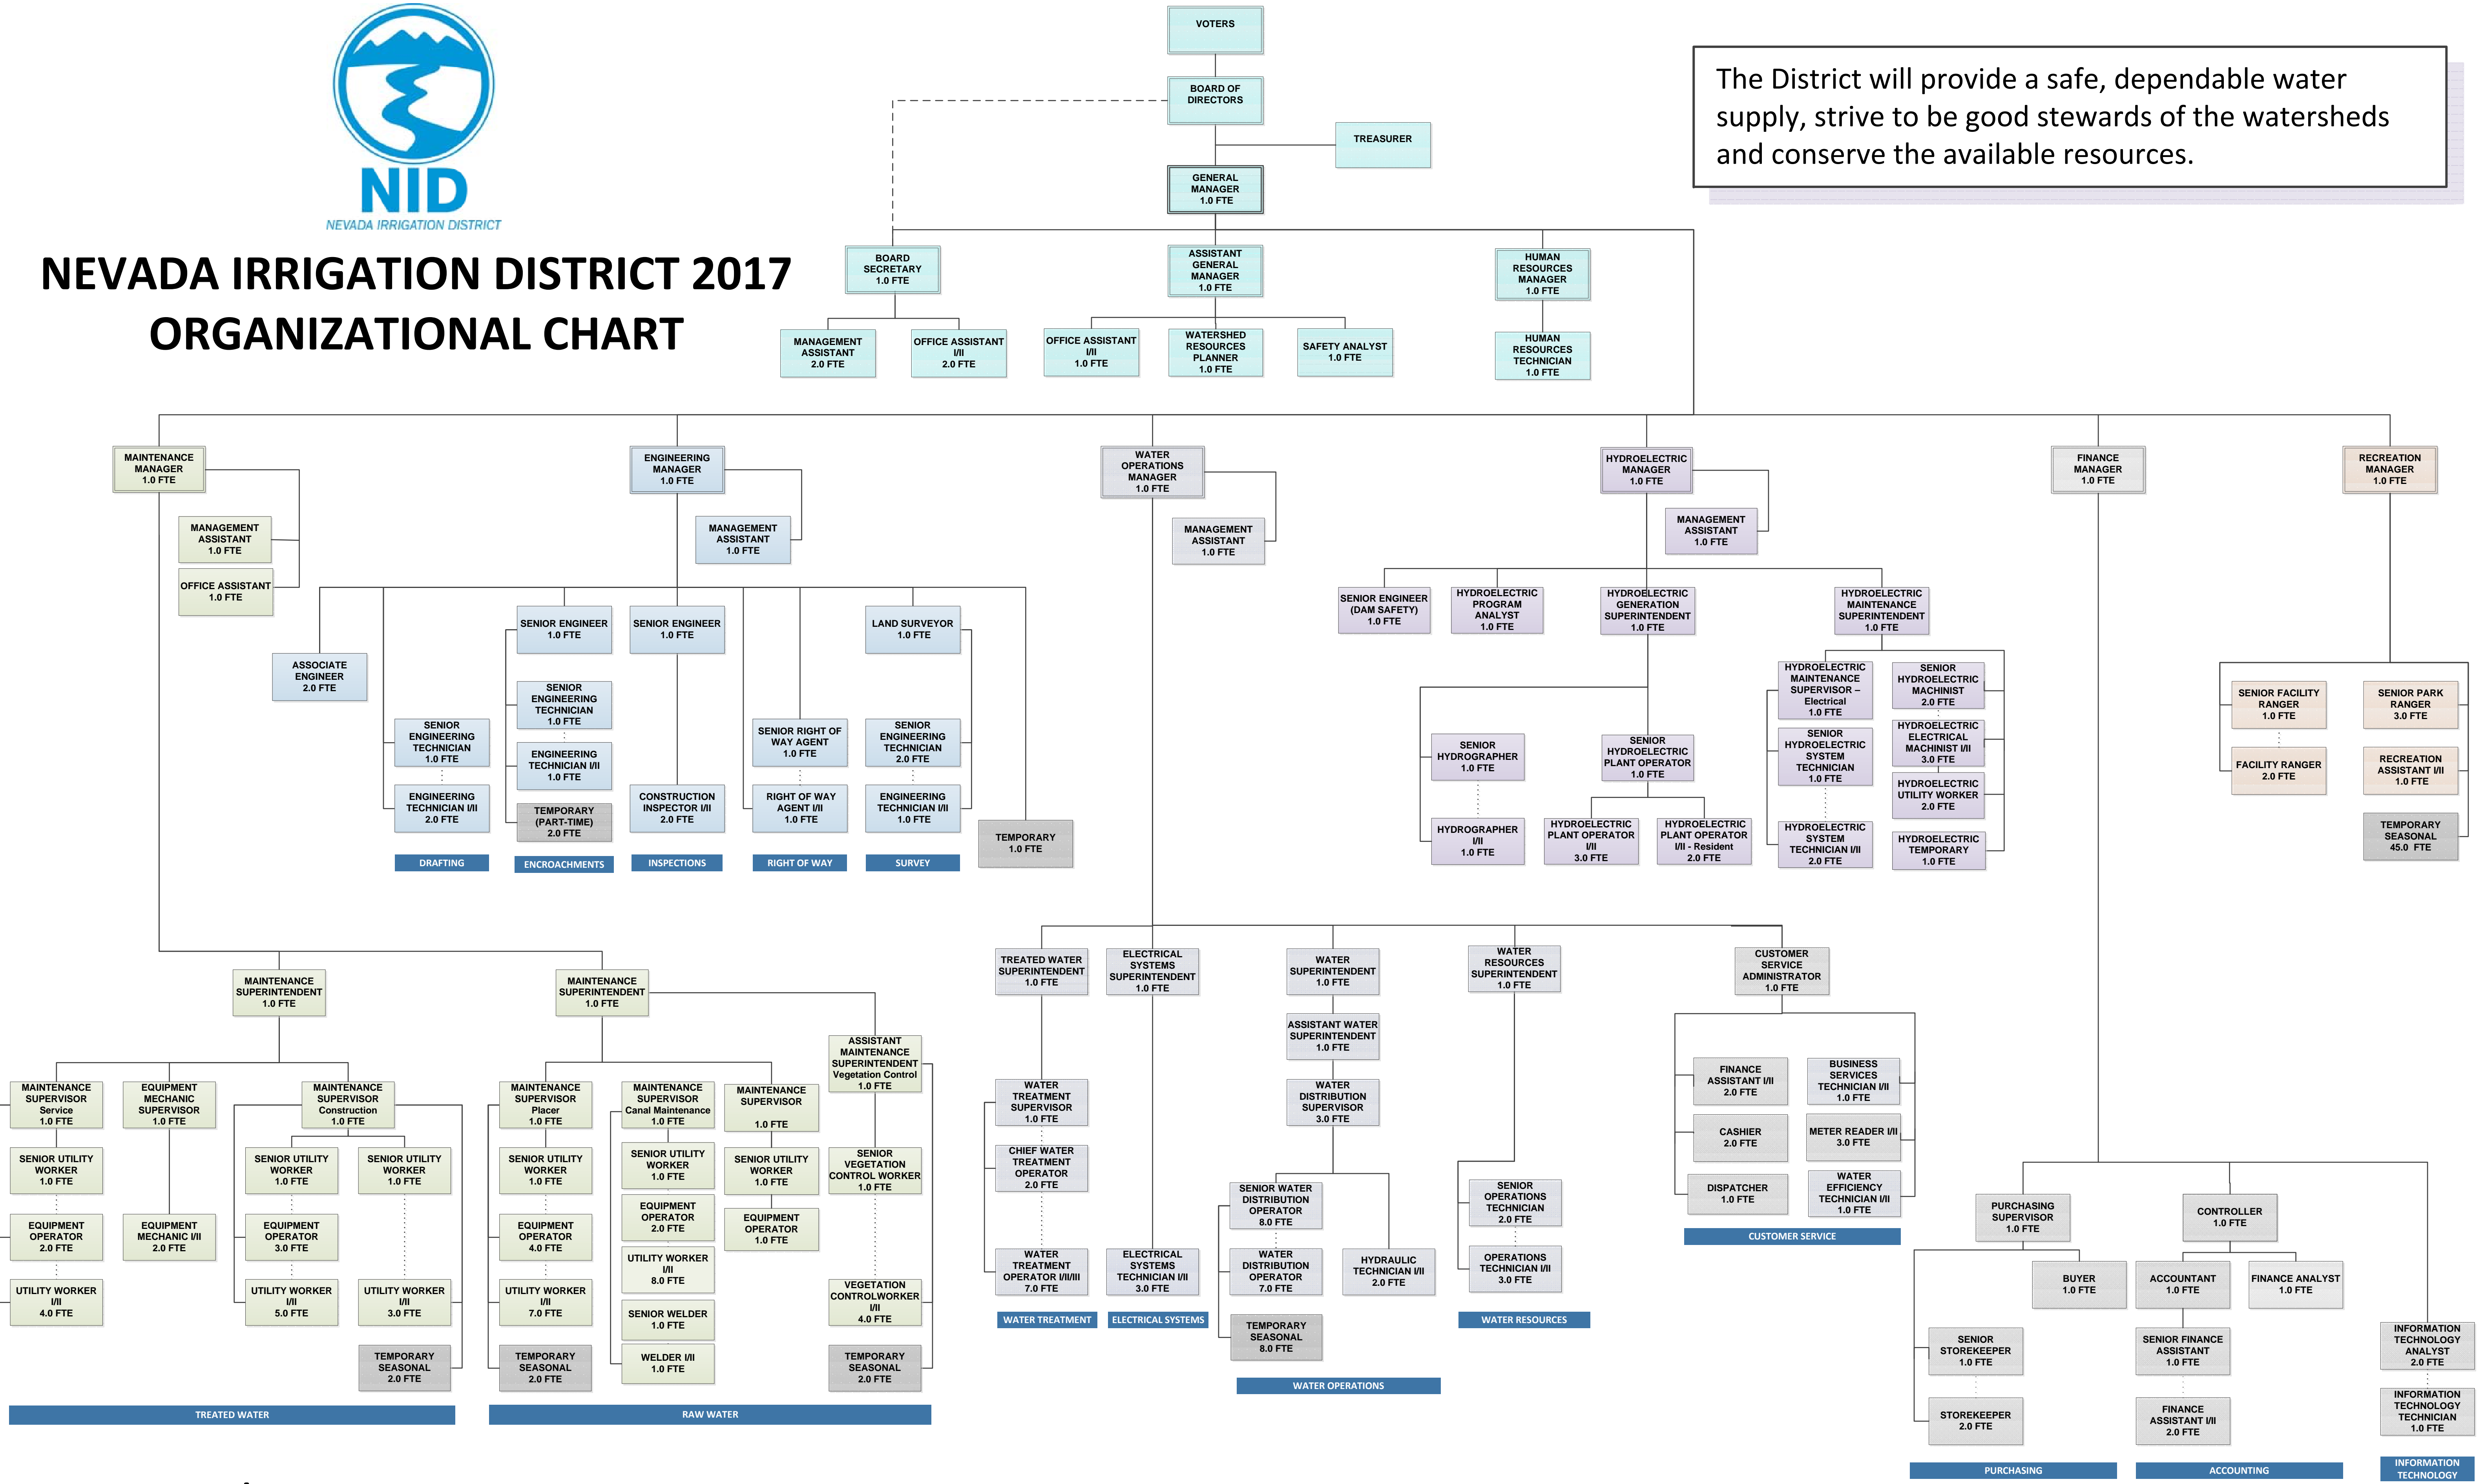 NID
NEVADA IRRIGATION DISTRICT
NEVADA IRRIGATION DISTRICT 2017
ORGANIZATIONAL CHART
The District will provide a safe, dependable water
supply, strive to be good stewards of the watersheds
and conserve the available resources.
VOTERS
BOARD OF
DIRECTORS
TREASURER
GENERAL
MANAGER
1.0 FTE
BOARD
SECRETARY
1.0 FTE
ASSISTANT
GENERAL
MANAGER
1.0 FTE
HUMAN
RESOURCES
MANAGER
1.0 FTE
MANAGEMENT
ASSISTANT
2.0 FTE
OFFICE ASSISTANT
I/II
2.0 FTE
OFFICE ASSISTANT
I/II
1.0 FTE
WATERSHED
RESOURCES
PLANNER
1.0 FTE
SAFETY ANALYST
1.0 FTE
HUMAN
RESOURCES
TECHNICIAN
1.0 FTE
MAINTENANCE
MANAGER
1.0 FTE
MANAGEMENT
ASSISTANT
1.0 FTE
OFFICE ASSISTANT
1.0 FTE
ENGINEERING
MANAGER
1.0 FTE
MANAGEMENT
ASSISTANT
1.0 FTE
WATER
OPERATIONS
MANAGER
1.0 FTE
MANAGEMENT
ASSISTANT
1.0 FTE
HYDROELECTRIC
MANAGER
1.0 FTE
MANAGEMENT
ASSISTANT
1.0 FTE
FINANCE
MANAGER
1.0 FTE
RECREATION
MANAGER
1.0 FTE
ASSOCIATE
ENGINEER
2.0 FTE
SENIOR
ENGINEERING
TECHNICIAN
1.0 FTE
ENGINEERING
TECHNICIAN I/II
2.0 FTE
DRAFTING
SENIOR ENGINEER
1.0 FTE
SENIOR
ENGINEERING
TECHNICIAN
1.0 FTE
ENGINEERING
TECHNICIAN I/II
1.0 FTE
TEMPORARY
(PART-TIME)
2.0 FTE
ENCROACHMENTS
SENIOR ENGINEER
1.0 FTE
CONSTRUCTION
INSPECTOR I/II
2.0 FTE
INSPECTIONS
SENIOR RIGHT OF
WAY AGENT
1.0 FTE
RIGHT OF WAY
AGENT I/II
1.0 FTE
RIGHT OF WAY
LAND SURVEYOR
1.0 FTE
SENIOR
ENGINEERING
TECHNICIAN
2.0 FTE
ENGINEERING
TECHNICIAN I/II
1.0 FTE
SURVEY
TEMPORARY
1.0 FTE
SENIOR ENGINEER
(DAM SAFETY)
1.0 FTE
HYDROELECTRIC
PROGRAM
ANALYST
1.0 FTE
HYDROELECTRIC
GENERATION
SUPERINTENDENT
1.0 FTE
HYDROELECTRIC
MAINTENANCE
SUPERINTENDENT
1.0 FTE
SENIOR
HYDROGRAPHER
1.0 FTE
HYDROGRAPHER
I/II
1.0 FTE
SENIOR
HYDROELECTRIC
PLANT OPERATOR
1.0 FTE
HYDROELECTRIC
PLANT OPERATOR
I/II
3.0 FTE
HYDROELECTRIC
PLANT OPERATOR
I/II - Resident
2.0 FTE
HYDROELECTRIC
MAINTENANCE
SUPERVISOR –
Electrical
1.0 FTE
SENIOR
HYDROELECTRIC
SYSTEM
TECHNICIAN
1.0 FTE
HYDROELECTRIC
SYSTEM
TECHNICIAN I/II
2.0 FTE
SENIOR
HYDROELECTRIC
MACHINIST
2.0 FTE
HYDROELECTRIC
ELECTRICAL
MACHINIST I/II
3.0 FTE
HYDROELECTRIC
UTILITY WORKER
2.0 FTE
HYDROELECTRIC
TEMPORARY
1.0 FTE
SENIOR FACILITY
RANGER
1.0 FTE
FACILITY RANGER
2.0 FTE
SENIOR PARK
RANGER
3.0 FTE
RECREATION
ASSISTANT I/II
1.0 FTE
TEMPORARY
SEASONAL
45.0 FTE
MAINTENANCE
SUPERINTENDENT
1.0 FTE
MAINTENANCE
SUPERVISOR
Service
1.0 FTE
SENIOR UTILITY
WORKER
1.0 FTE
EQUIPMENT
OPERATOR
2.0 FTE
UTILITY WORKER
I/II
4.0 FTE
EQUIPMENT
MECHANIC
SUPERVISOR
1.0 FTE
EQUIPMENT
MECHANIC I/II
2.0 FTE
MAINTENANCE
SUPERVISOR
Construction
1.0 FTE
SENIOR UTILITY
WORKER
1.0 FTE
EQUIPMENT
OPERATOR
3.0 FTE
UTILITY WORKER
I/II
5.0 FTE
SENIOR UTILITY
WORKER
1.0 FTE
UTILITY WORKER
I/II
3.0 FTE
TEMPORARY
SEASONAL
2.0 FTE
TREATED WATER
MAINTENANCE
SUPERINTENDENT
1.0 FTE
MAINTENANCE
SUPERVISOR
Placer
1.0 FTE
SENIOR UTILITY
WORKER
1.0 FTE
EQUIPMENT
OPERATOR
4.0 FTE
UTILITY WORKER
I/II
7.0 FTE
TEMPORARY
SEASONAL
2.0 FTE
MAINTENANCE
SUPERVISOR
Canal Maintenance
1.0 FTE
SENIOR UTILITY
WORKER
1.0 FTE
EQUIPMENT
OPERATOR
2.0 FTE
UTILITY WORKER
I/II
8.0 FTE
SENIOR WELDER
1.0 FTE
WELDER I/II
1.0 FTE
MAINTENANCE
SUPERVISOR
1.0 FTE
SENIOR UTILITY
WORKER
1.0 FTE
EQUIPMENT
OPERATOR
1.0 FTE
ASSISTANT
MAINTENANCE
SUPERINTENDENT
Vegetation Control
1.0 FTE
SENIOR
VEGETATION
CONTROL WORKER
1.0 FTE
VEGETATION
CONTROLWORKER
I/II
4.0 FTE
TEMPORARY
SEASONAL
2.0 FTE
RAW WATER
TREATED WATER
SUPERINTENDENT
1.0 FTE
WATER
TREATMENT
SUPERVISOR
1.0 FTE
CHIEF WATER
TREATMENT
OPERATOR
2.0 FTE
WATER
TREATMENT
OPERATOR I/II/III
7.0 FTE
WATER TREATMENT
ELECTRICAL
SYSTEMS
SUPERINTENDENT
1.0 FTE
ELECTRICAL
SYSTEMS
TECHNICIAN I/II
3.0 FTE
ELECTRICAL SYSTEMS
WATER
SUPERINTENDENT
1.0 FTE
ASSISTANT WATER
SUPERINTENDENT
1.0 FTE
WATER
DISTRIBUTION
SUPERVISOR
3.0 FTE
SENIOR WATER
DISTRIBUTION
OPERATOR
8.0 FTE
WATER
DISTRIBUTION
OPERATOR
7.0 FTE
TEMPORARY
SEASONAL
8.0 FTE
HYDRAULIC
TECHNICIAN I/II
2.0 FTE
WATER OPERATIONS
WATER
RESOURCES
SUPERINTENDENT
1.0 FTE
SENIOR
OPERATIONS
TECHNICIAN
2.0 FTE
OPERATIONS
TECHNICIAN I/II
3.0 FTE
WATER RESOURCES
CUSTOMER
SERVICE
ADMINISTRATOR
1.0 FTE
FINANCE
ASSISTANT I/II
2.0 FTE
CASHIER
2.0 FTE
DISPATCHER
1.0 FTE
BUSINESS
SERVICES
TECHNICIAN I/II
1.0 FTE
METER READER I/II
3.0 FTE
WATER
EFFICIENCY
TECHNICIAN I/II
1.0 FTE
CUSTOMER SERVICE
PURCHASING
SUPERVISOR
1.0 FTE
BUYER
1.0 FTE
SENIOR
STOREKEEPER
1.0 FTE
STOREKEEPER
2.0 FTE
PURCHASING
CONTROLLER
1.0 FTE
ACCOUNTANT
1.0 FTE
FINANCE ANALYST
1.0 FTE
SENIOR FINANCE
ASSISTANT
1.0 FTE
FINANCE
ASSISTANT I/II
2.0 FTE
ACCOUNTING
INFORMATION
TECHNOLOGY
ANALYST
2.0 FTE
INFORMATION
TECHNOLOGY
TECHNICIAN
1.0 FTE
INFORMATION
TECHNOLOGY